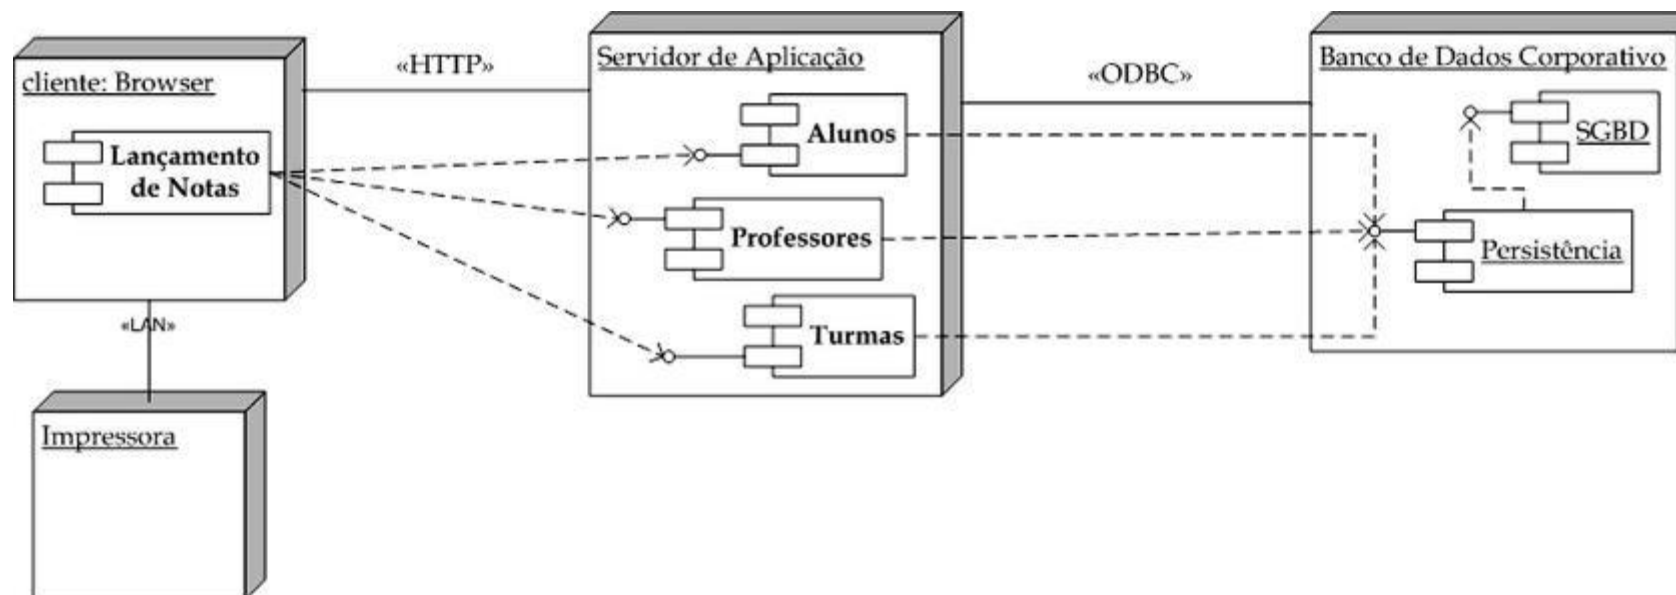 cliente: Browser
Lançamento
de Notas
«HTTP»
Servidor de Aplicação
Alunos
Professores
Turmas
«ODBC»
Banco de Dados Corporativo
SGBD
Persistência
«LAN»
Impressora